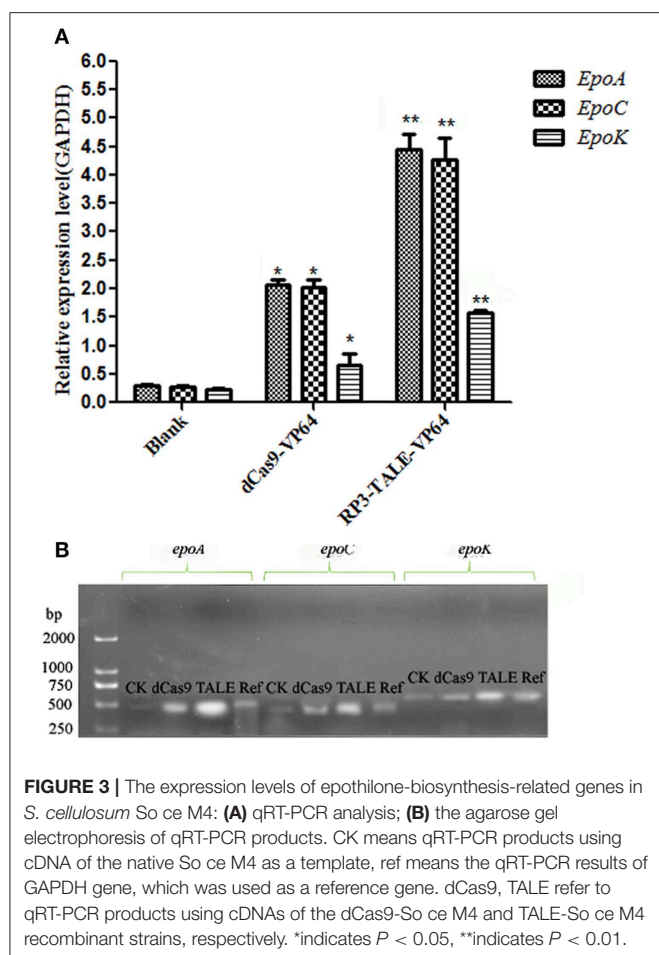 A
Relative expression level(GAPDH)
6.0
5.5
5.0
4.5
4.0
3.5
3.0
2.5
2.0
1.5
1.0
0.5
0.0
* * *
** ** **
EpoA
EpoC
EpoK
Blank
dCas9-VP64
RP3-TALE-VP64
B
epoA epoC epoK
bp
2000
1000
750
500
250
CK dCas9 TALE Ref CK dCas9 TALE Ref CK dCas9 TALE Ref
FIGURE 3 | The expression levels of epothilone-biosynthesis-related genes in
S. cellulosum So ce M4: (A) qRT-PCR analysis; (B) the agarose gel
electrophoresis of qRT-PCR products. CK means qRT-PCR products using
cDNA of the native So ce M4 as a template, ref means the qRT-PCR results of
GAPDH gene, which was used as a reference gene. dCas9, TALE refer to
qRT-PCR products using cDNAs of the dCas9-So ce M4 and TALE-So ce M4
recombinant strains, respectively. *indicates P < 0.05, **indicates P < 0.01.